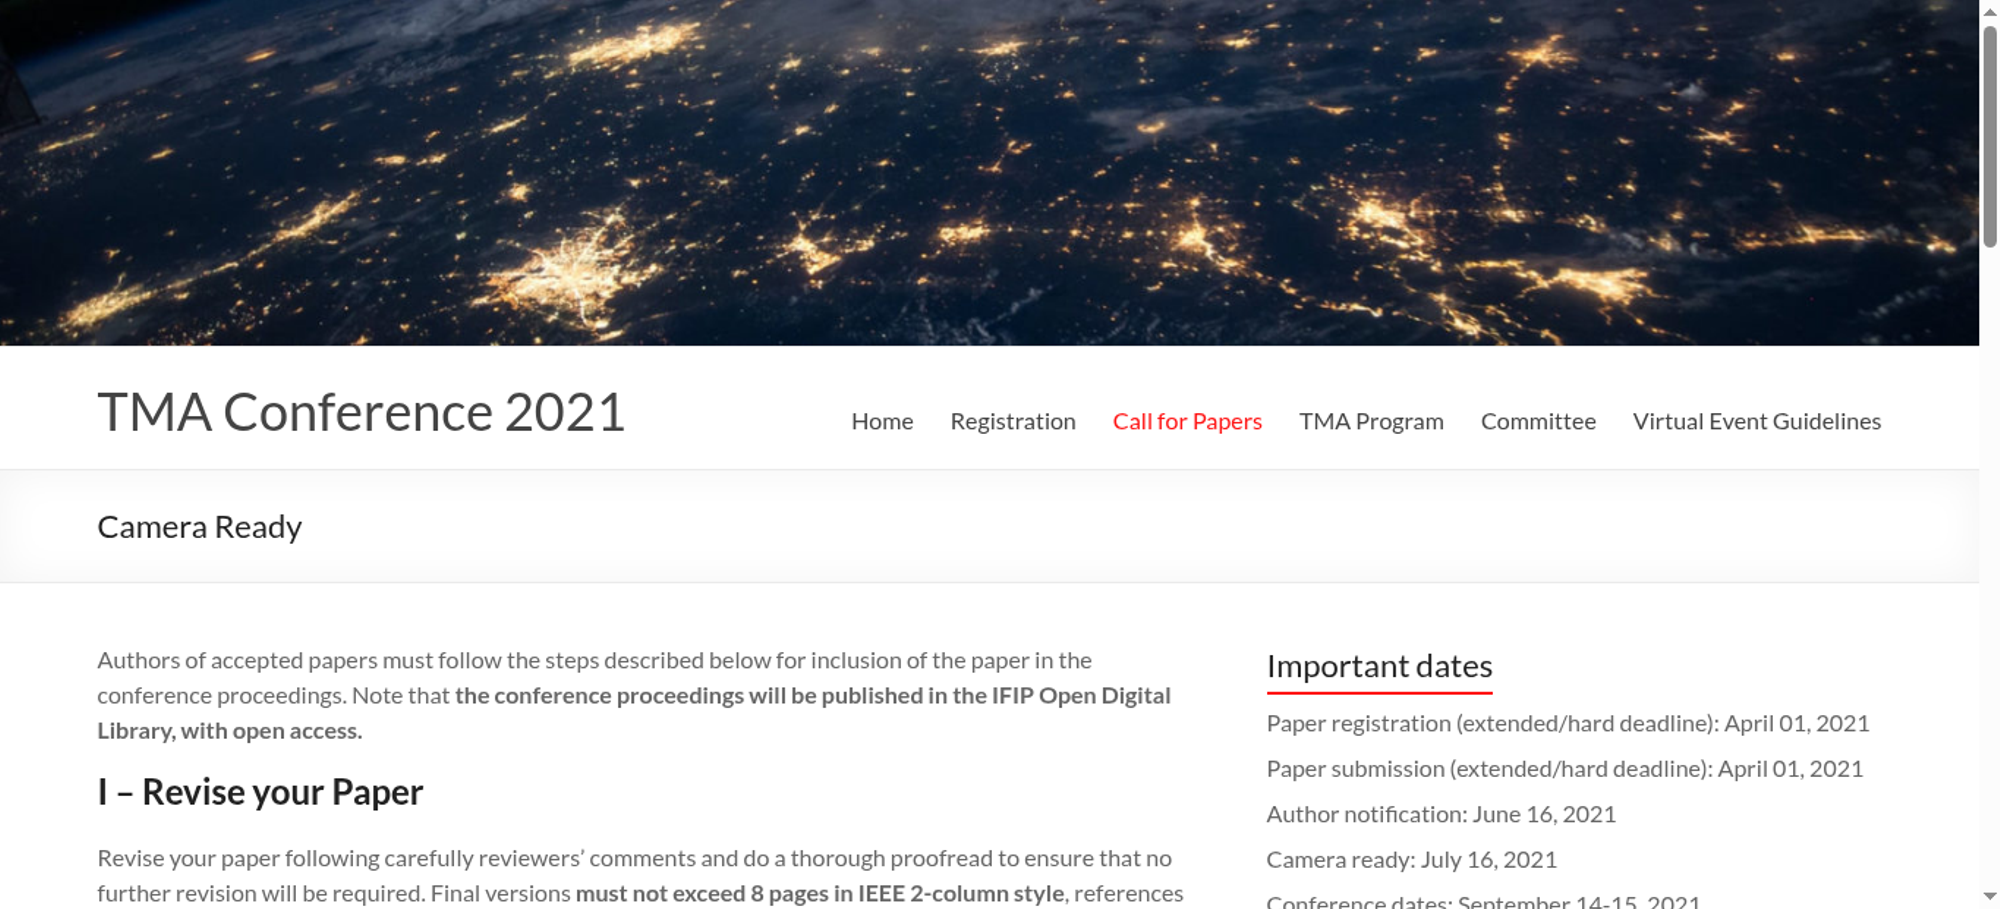 TMA Conference 2021
Home Registration Call for Papers TMA Program Committee Virtual Event Guidelines
Camera Ready
Authors of accepted papers must follow the steps described below for inclusion of the paper in the
conference proceedings. Note that the conference proceedings will be published in the IFIP Open Digital
Library, with open access.
I – Revise your Paper
Revise your paper following carefully reviewers’ comments and do a thorough proofread to ensure that no
further revision will be required. Final versions must not exceed 8 pages in IEEE 2-column style, references
Important dates
Paper registration (extended/hard deadline): April 01, 2021
Paper submission (extended/hard deadline): April 01, 2021
Author notification: June 16, 2021
Camera ready: July 16, 2021
Conference dates: September 14-15, 2021